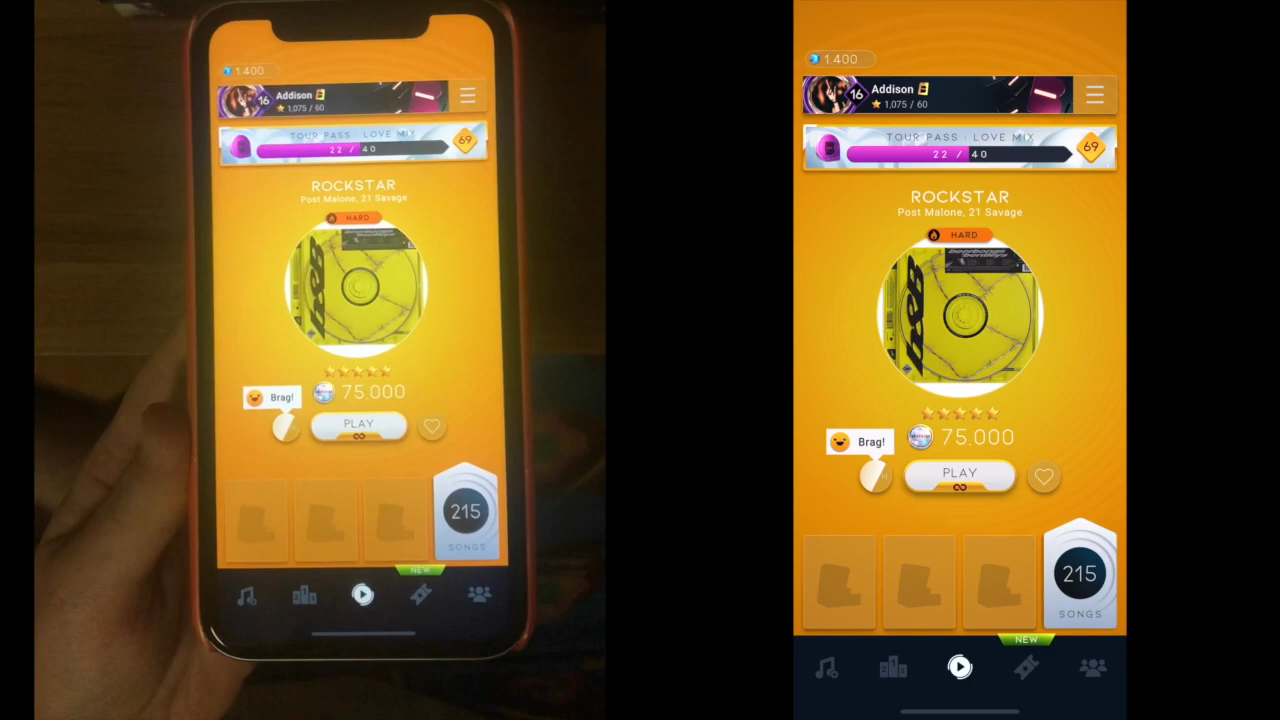 1,400
16
Addison
1,075 / 60
TOUR PASS · LOVE MIX
22 / 40
69
ROCKSTAR
Post Malone, 21 Savage
HARD
75,000
Brag!
PLAY
215
SONGS
NEW
1,400
16
Addison
1,075 / 60
TOUR PASS · LOVE MIX
22 / 40
69
ROCKSTAR
Post Malone, 21 Savage
HARD
beerbongs
bentleys
75,000
Brag!
PLAY
215
SONGS
NEW